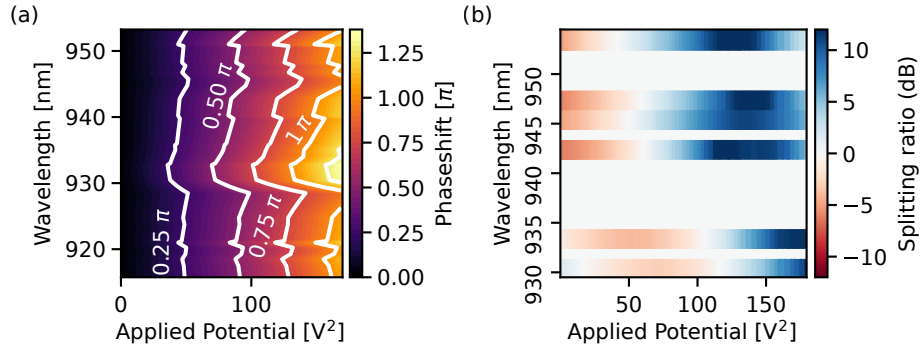 (a)
Wavelength [nm]
950
940
930
920
0
100
Applied Potential [V²]
0.25 π
0.50 π
0.75 π
1 π
1.25
1.00
0.75
0.50
0.25
0.00
Phaseshift [π]
(b)
Wavelength [nm]
950
945
940
935
930
50
100
150
Applied Potential [V²]
10
5
0
−5
−10
Splitting ratio (dB)